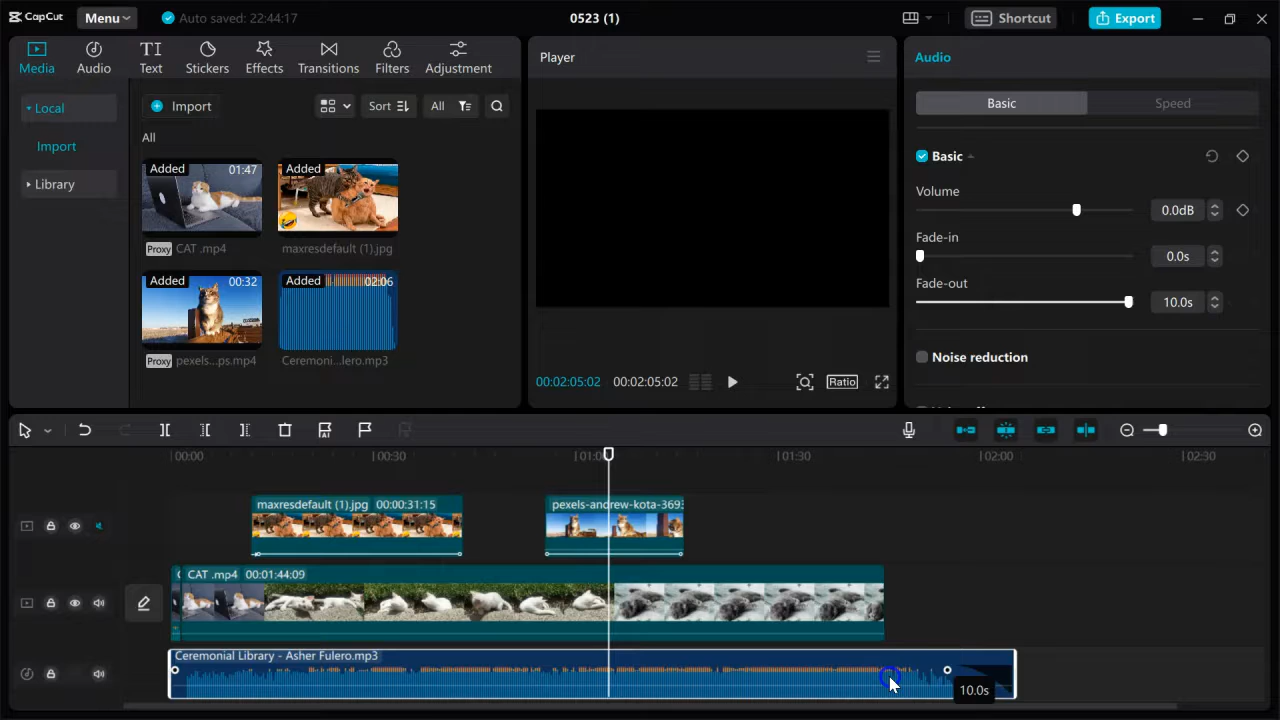 CapCut
Menu
Auto saved: 22:44:17
0523 (1)
Shortcut
Export
Media
Audio
Text
Stickers
Effects
Transitions
Filters
Adjustment
Local
Import
Library
Import
Sort
All
All
Added
01:47
Proxy
CAT .mp4
Added
maxresdefault (1).jpg
Added
00:32
Proxy
pexels...ps.mp4
Added
02:06
Ceremoni...lero.mp3
Player
00:02:05:02
00:02:05:02
Ratio
Audio
Basic
Speed
Basic
Volume
0.0dB
Fade-in
0.0s
Fade-out
10.0s
Noise reduction
00:00
00:30
01:00
01:30
02:00
02:30
maxresdefault (1).jpg 00:00:31:15
pexels-andrew-kota-3693
CAT .mp4 00:01:44:09
Ceremonial Library - Asher Fulero.mp3
10.0s